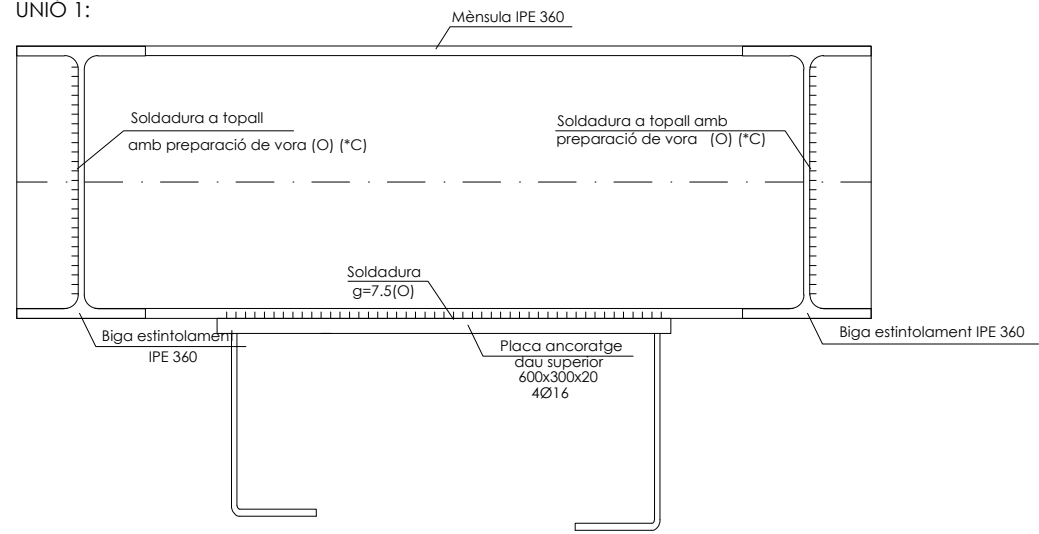 UNIÓ 1:
Mènsula IPE 360
Soldadura a topall
amb preparació de vora (O) (*C)
Soldadura a topall amb
preparació de vora (O) (*C)
Soldadura
g=7.5(O)
Biga estintolament
IPE 360
Placa ancoratge
dau superior
600x300x20
4Ø16
Biga estintolament IPE 360